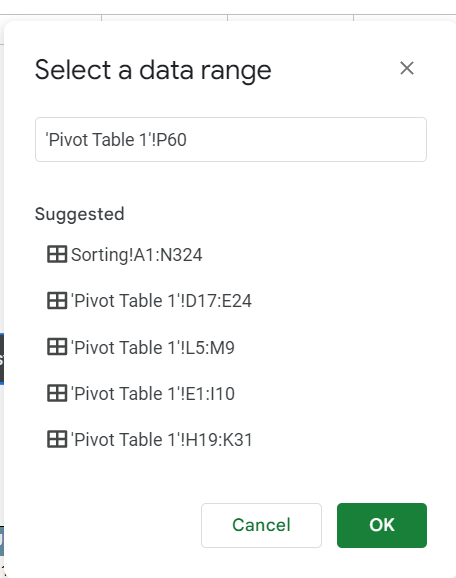 Select a data range
'Pivot Table 1'!P60
Suggested
Sorting!A1:N324
'Pivot Table 1'!D17:E24
'Pivot Table 1'!L5:M9
'Pivot Table 1'!E1:I10
'Pivot Table 1'!H19:K31
Cancel OK